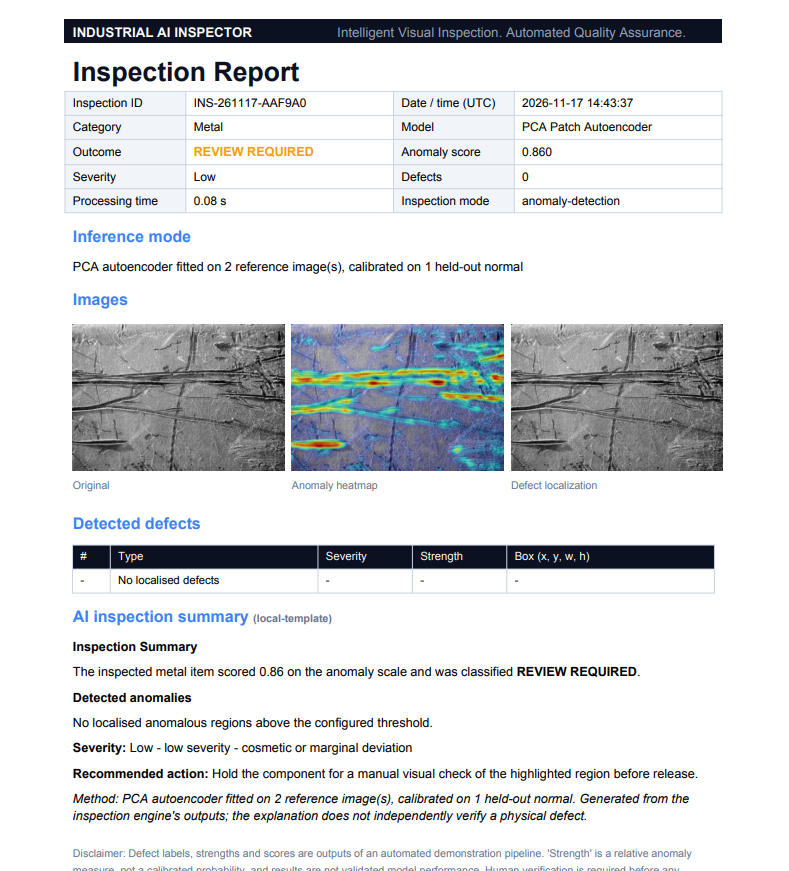 INDUSTRIAL AI INSPECTOR Intelligent Visual Inspection. Automated Quality Assurance.
Inspection Report
Inspection ID INS-261117-AAF9A0 Date / time (UTC) 2026-11-17 14:43:37
Category Metal Model PCA Patch Autoencoder
Outcome REVIEW REQUIRED Anomaly score 0.860
Severity Low Defects 0
Processing time 0.08 s Inspection mode anomaly-detection
Inference mode
PCA autoencoder fitted on 2 reference image(s), calibrated on 1 held-out normal
Images
Original Anomaly heatmap Defect localization
Detected defects
# Type Severity Strength Box (x, y, w, h)
- No localised defects - - -
AI inspection summary (local-template)
Inspection Summary
The inspected metal item scored 0.86 on the anomaly scale and was classified REVIEW REQUIRED.
Detected anomalies
No localised anomalous regions above the configured threshold.
Severity: Low - low severity - cosmetic or marginal deviation
Recommended action: Hold the component for a manual visual check of the highlighted region before release.
Method: PCA autoencoder fitted on 2 reference image(s), calibrated on 1 held-out normal. Generated from the
inspection engine's outputs; the explanation does not independently verify a physical defect.
Disclaimer: Defect labels, strengths and scores are outputs of an automated demonstration pipeline. 'Strength' is a relative anomaly
measure, not a calibrated probability, and results are not validated model performance. Human verification is required before any